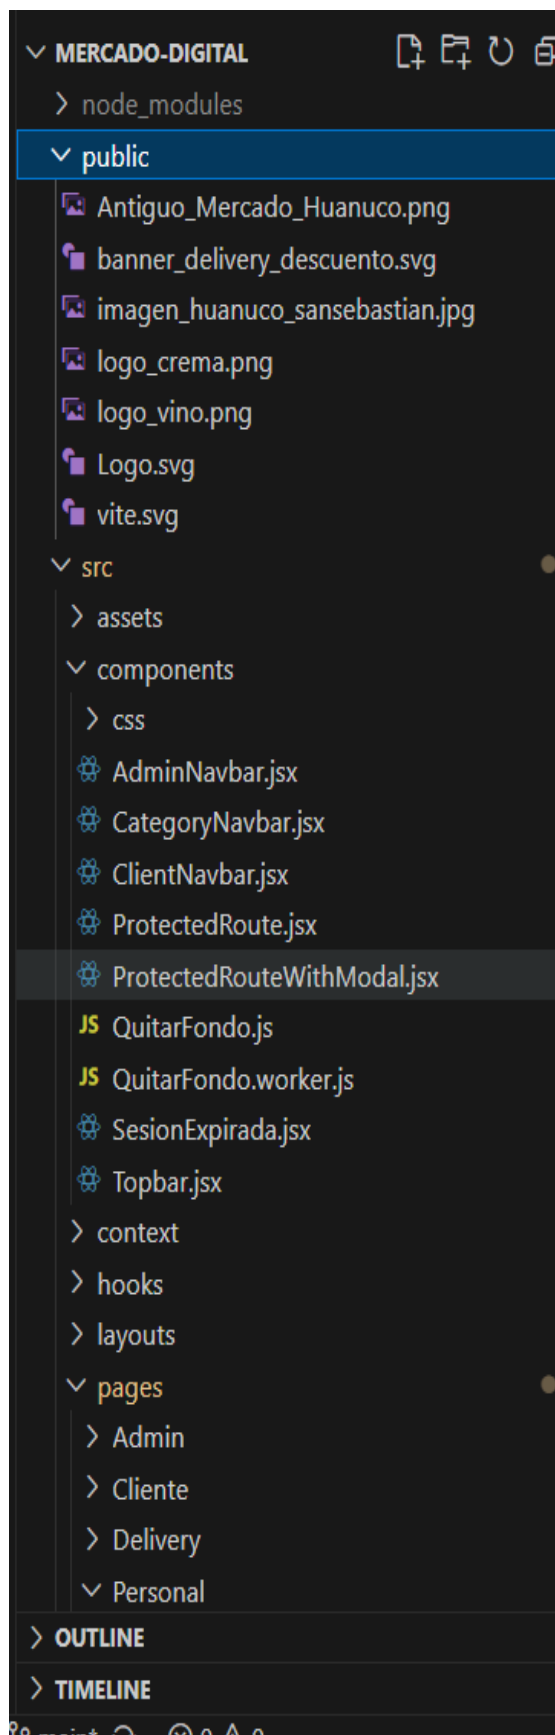 MERCADO-DIGITAL
node_modules
public
Antiguo_Mercado_Huanuco.png
banner_delivery_descuento.svg
imagen_huanuco_sansebastian.jpg
logo_crema.png
logo_vino.png
Logo.svg
vite.svg
src
assets
components
css
AdminNavbar.jsx
CategoryNavbar.jsx
ClientNavbar.jsx
ProtectedRoute.jsx
ProtectedRouteWithModal.jsx
JS QuitarFondo.js
JS QuitarFondo.worker.js
SesionExpirada.jsx
Topbar.jsx
context
hooks
layouts
pages
Admin
Cliente
Delivery
Personal
OUTLINE
TIMELINE